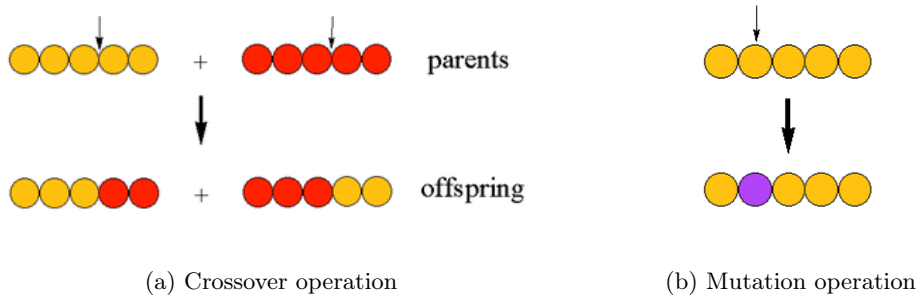 + parents
+ offspring
(a) Crossover operation
(b) Mutation operation